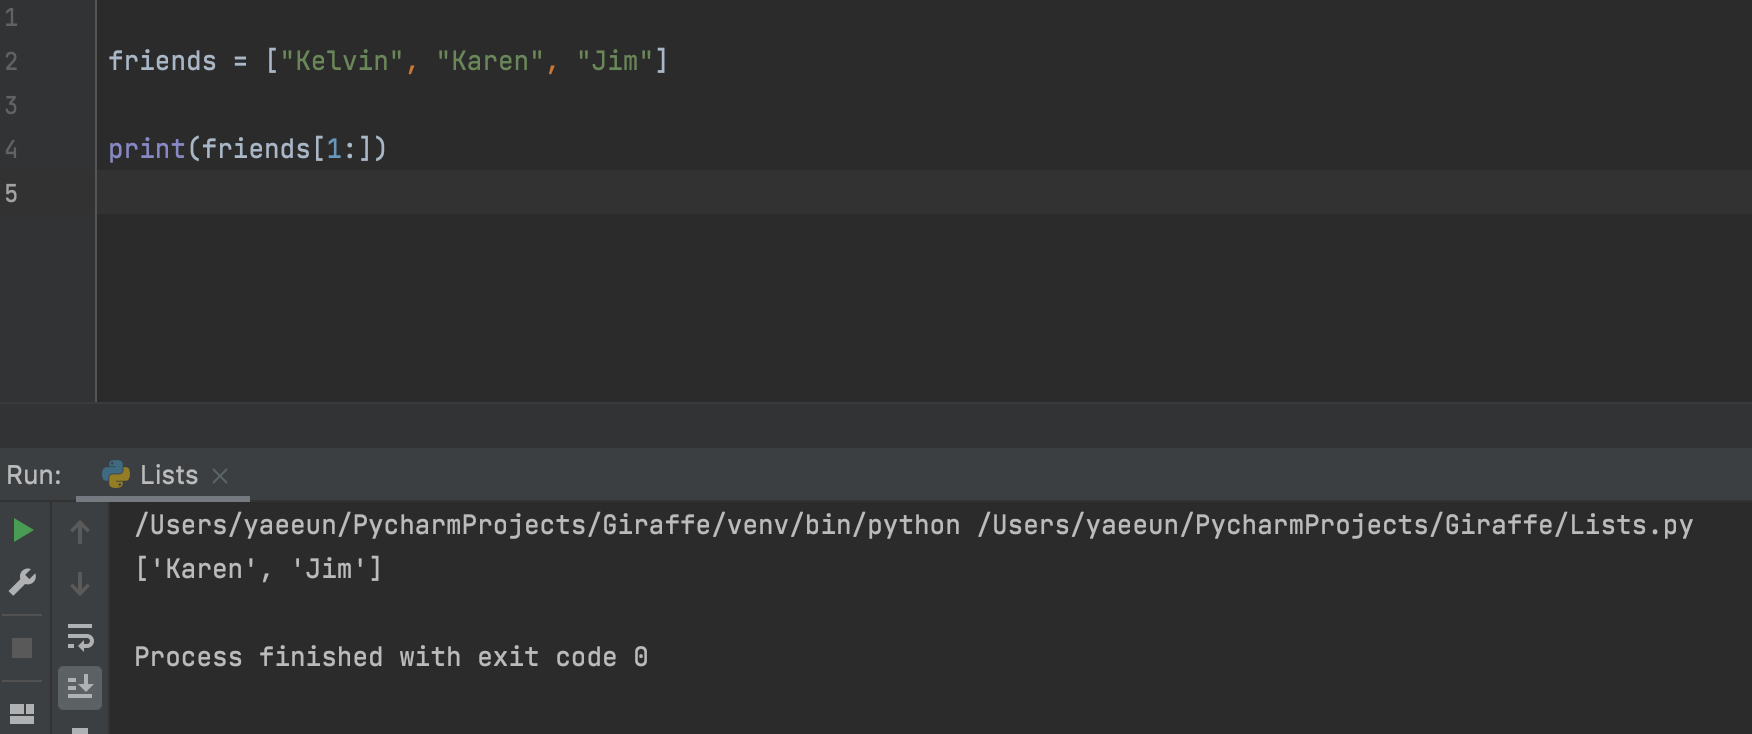 1
2 friends = ["Kelvin", "Karen", "Jim"]
3
4 print(friends[1:])
5
Run: Lists
/Users/yaeeun/PycharmProjects/Giraffe/venv/bin/python /Users/yaeeun/PycharmProjects/Giraffe/Lists.py
['Karen', 'Jim']
Process finished with exit code 0